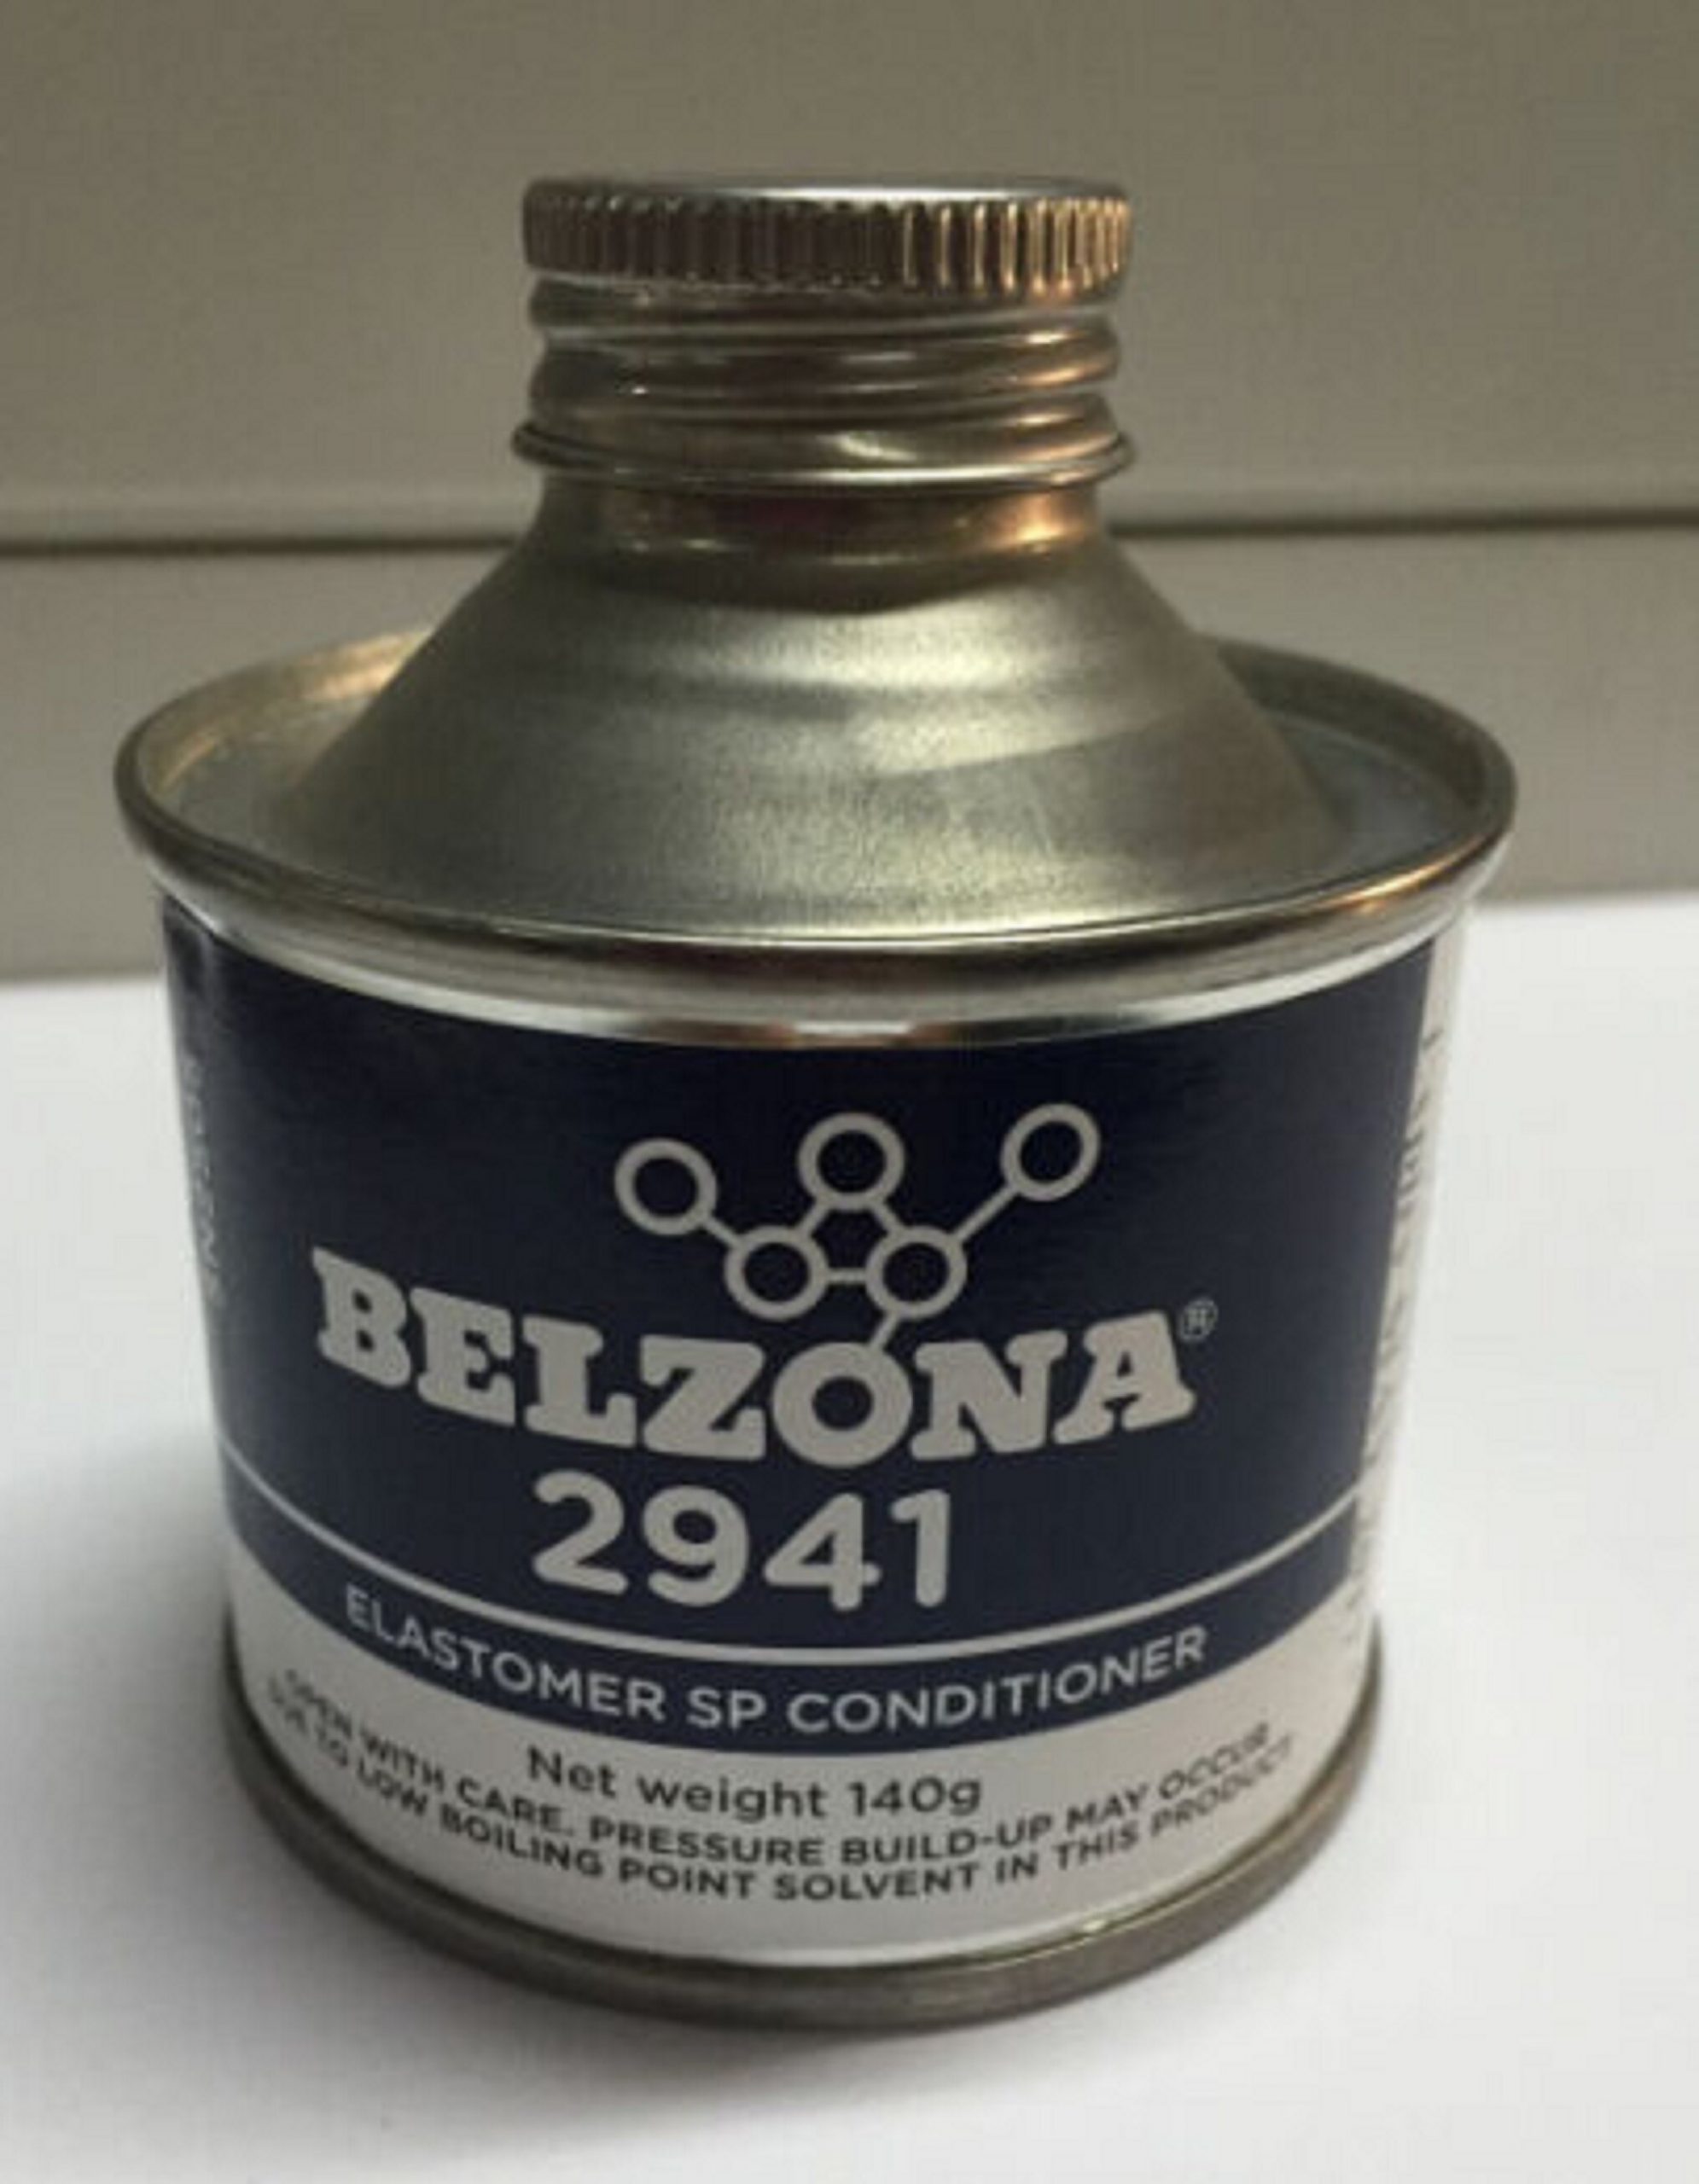 BELZONA®
2941
ELASTOMER SP CONDITIONER
Net weight 140g
OPEN WITH CARE. PRESSURE BUILD-UP MAY OCCUR
DUE TO LOW BOILING POINT SOLVENT IN THIS PRODUCT